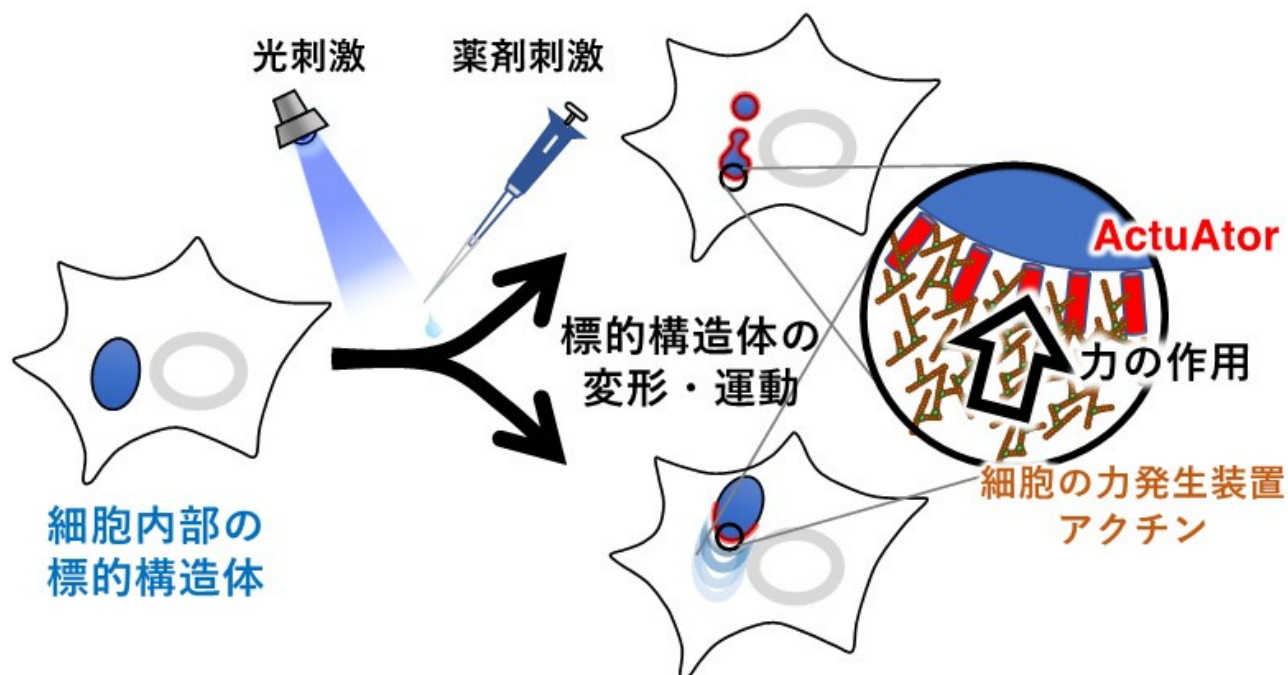 光刺激
薬剤刺激
標的構造体の
変形・運動
ActuAtor
力の作用
細胞の力発生装置
アクチン
細胞内部の
標的構造体